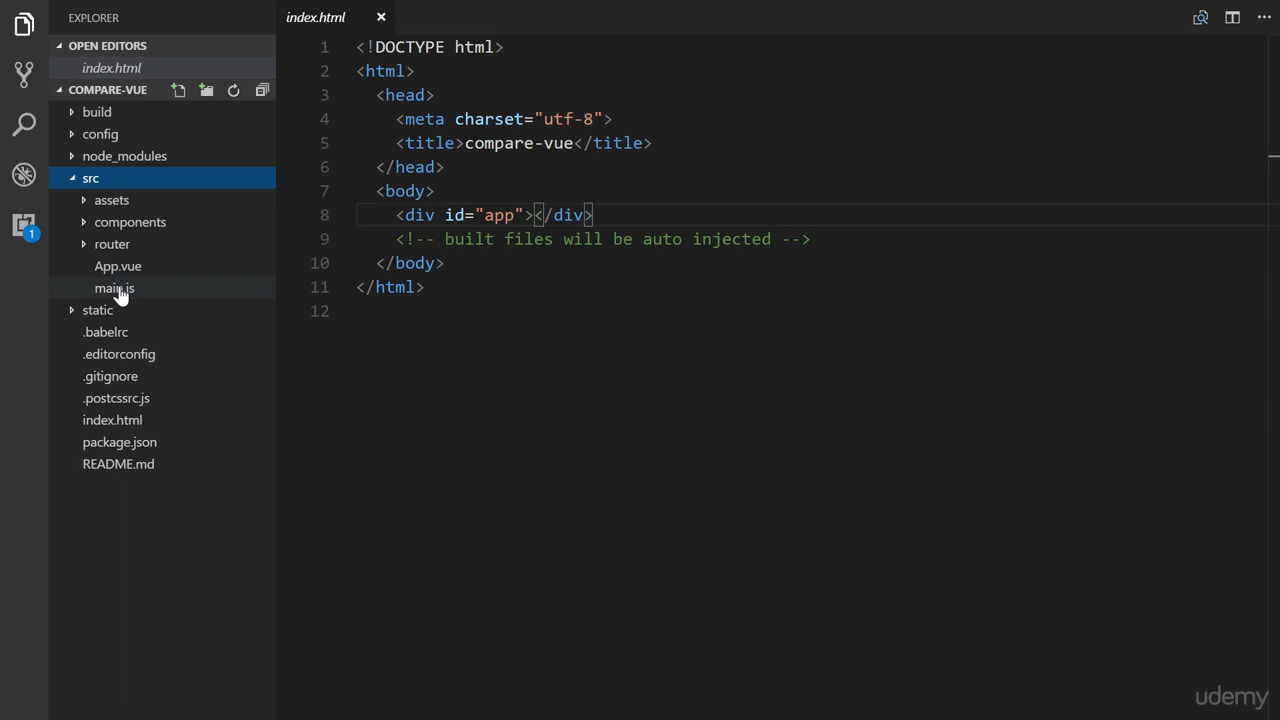 EXPLORER
OPEN EDITORS
index.html
COMPARE-VUE
build
config
node_modules
src
assets
components
router
App.vue
main.js
static
.babelrc
.editorconfig
.gitignore
.postcssrc.js
index.html
package.json
README.md
1
index.html
1 <!DOCTYPE html>
2 <html>
3 <head>
4 <meta charset="utf-8">
5 <title>compare-vue</title>
6 </head>
7 <body>
8 <div id="app"></div>
9 <!-- built files will be auto injected -->
10 </body>
11 </html>
12
udemy